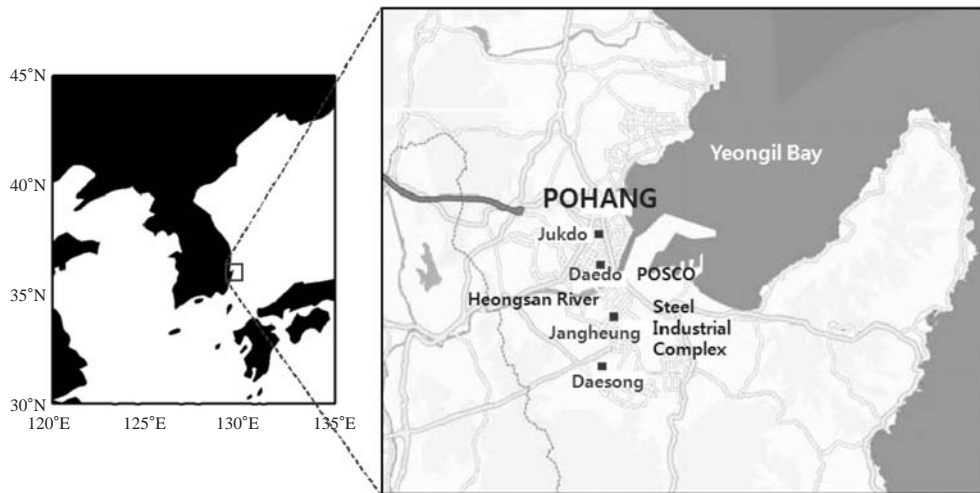 45°N
40°N
35°N
30°N
120°E
125°E
130°E
135°E
Yeongil Bay
POHANG
Jukdo
Daedo
POSCO
Heongsan River
Steel
Industrial
Complex
Jangheung
Daesong